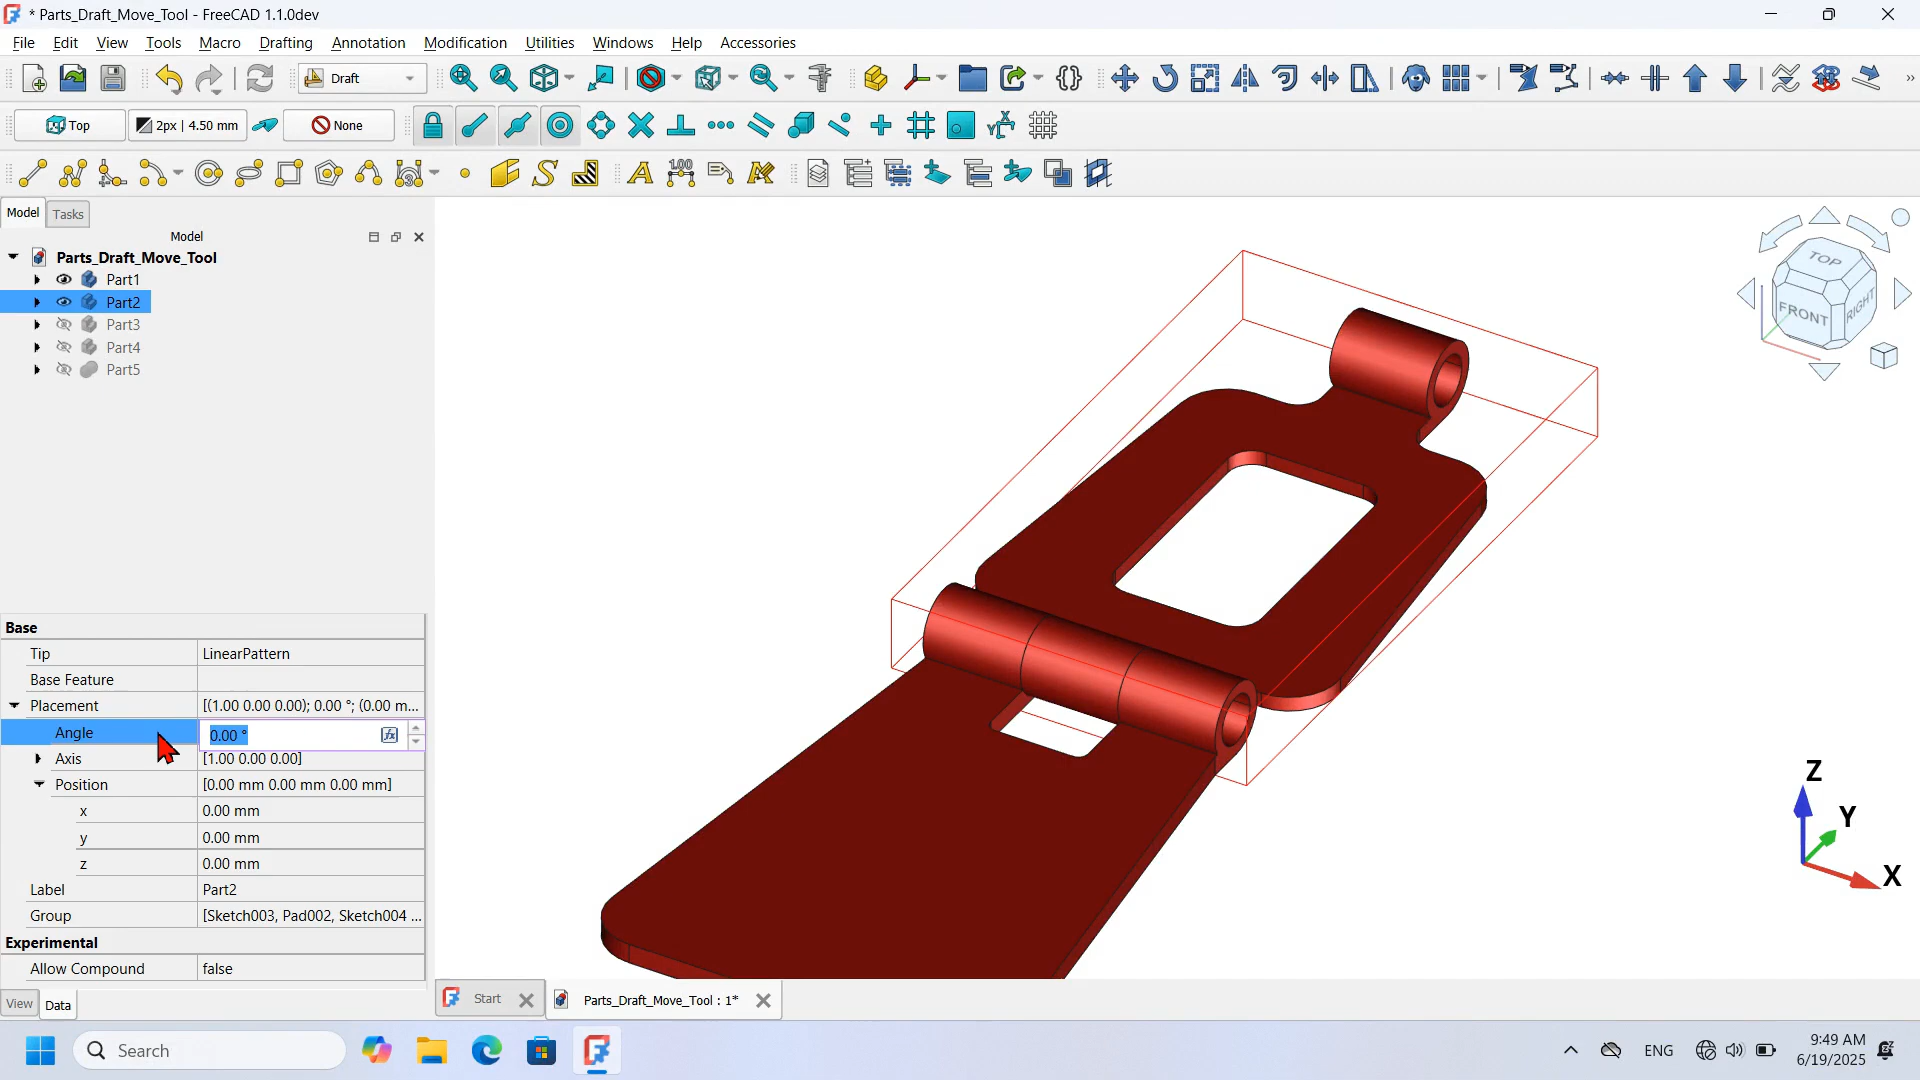 * Parts_Draft_Move_Tool - FreeCAD 1.1.0dev
File Edit View Tools Macro Drafting Annotation Modification Utilities Windows Help Accessories
Draft
Top
2px | 4.50 mm
None
100
Model Tasks
Model
Parts_Draft_Move_Tool
Part1
Part2
Part3
Part4
Part5
TOP
FRONT
RIGHT
Base
Tip LinearPattern
Base Feature
Placement [(1.00 0.00 0.00); 0.00 °; (0.00 m...
Angle 0.00 °
Axis [1.00 0.00 0.00]
Position [0.00 mm 0.00 mm 0.00 mm]
x 0.00 mm
y 0.00 mm
z 0.00 mm
Label Part2
Group [Sketch003, Pad002, Sketch004 ...
Experimental
Allow Compound false
Z
Y
X
View Data
Start
Parts_Draft_Move_Tool : 1*
Search
ENG
9:49 AM
6/19/2025